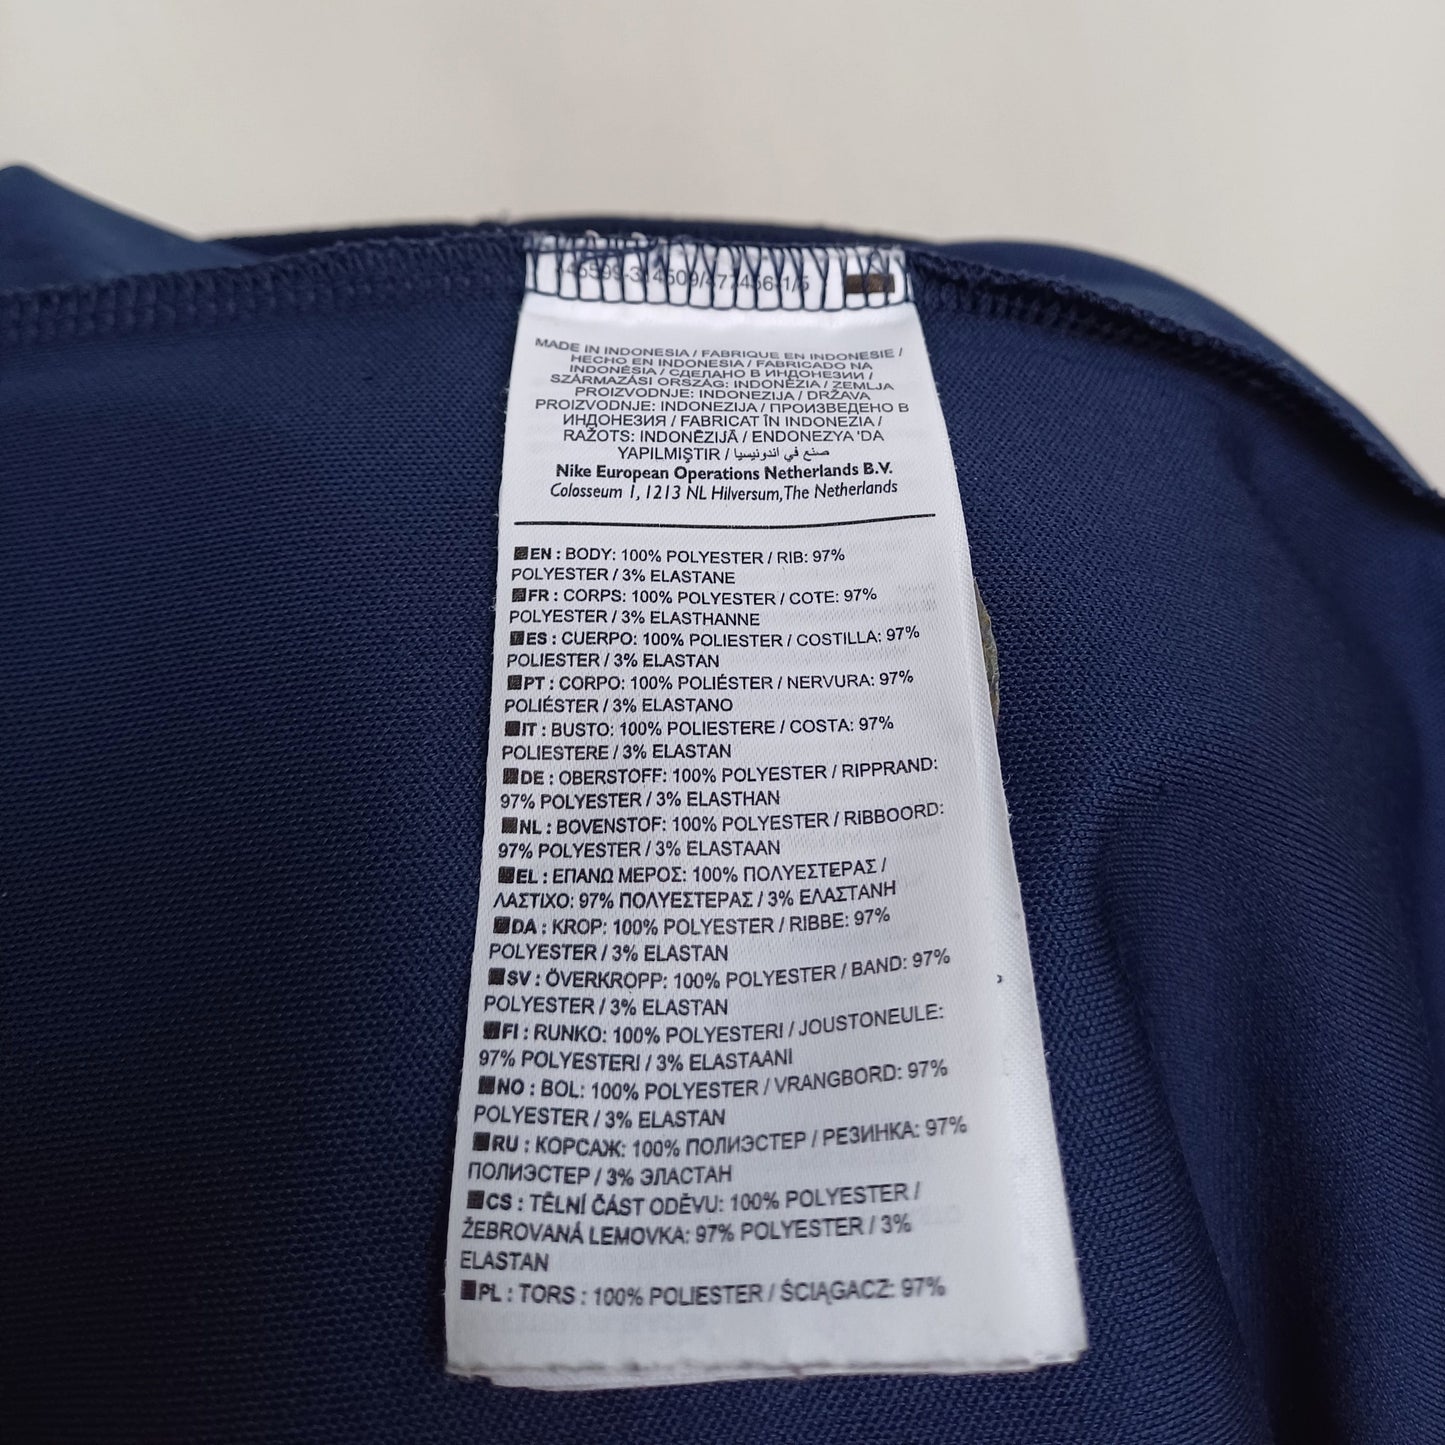 MADE IN INDONESIA / FABRIQUE EN INDONESIE /
HECHO EN INDONESIA / FABRICADO NA
INDONÉSIA / СДЕЛАНО В ИНДОНЕЗИИ /
SZÁRMAZÁSI ORSZÁG: INDONÉZIA / ZEMLJA
PROIZVODNJE: INDONEZIJA / DRŽAVA
PROIZVODNJE: INDONEZIJA / ПРОИЗВЕДЕНО В
ИНДОНЕЗИЯ / FABRICAT ÎN INDONEZIA /
RAŽOTS: INDONĒZIJĀ / ENDONEZYA 'DA
YAPILMIŞTIR / صنع في اندونيسيا
Nike European Operations Netherlands B.V.
Colosseum 1, 1213 NL Hilversum, The Netherlands
EN : BODY: 100% POLYESTER / RIB: 97%
POLYESTER / 3% ELASTANE
FR : CORPS: 100% POLYESTER / COTE: 97%
POLYESTER / 3% ELASTHANNE
ES : CUERPO: 100% POLIESTER / COSTILLA: 97%
POLIESTER / 3% ELASTAN
PT : CORPO: 100% POLIÉSTER / NERVURA: 97%
POLIÉSTER / 3% ELASTANO
IT : BUSTO: 100% POLIESTERE / COSTA: 97%
POLIESTERE / 3% ELASTAN
DE : OBERSTOFF: 100% POLYESTER / RIPPRAND:
97% POLYESTER / 3% ELASTHAN
NL : BOVENSTOF: 100% POLYESTER / RIBBOORD:
97% POLYESTER / 3% ELASTAAN
EL : ΕΠΑΝΩ ΜΕΡΟΣ: 100% ΠΟΛΥΕΣΤΕΡΑΣ /
ΛΑΣΤΙΧΟ: 97% ΠΟΛΥΕΣΤΕΡΑΣ / 3% ΕΛΑΣΤΑΝΗ
DA : KROP: 100% POLYESTER / RIBBE: 97%
POLYESTER / 3% ELASTAN
SV : ÖVERKROPP: 100% POLYESTER / BAND: 97%
POLYESTER / 3% ELASTAN
FI : RUNKO: 100% POLYESTERI / JOUSTONEULE:
97% POLYESTERI / 3% ELASTAANI
NO : BOL: 100% POLYESTER / VRANGBORD: 97%
POLYESTER / 3% ELASTAN
RU : КОРСАЖ: 100% ПОЛИЭСТЕР / РЕЗИНКА: 97%
ПОЛИЭСТЕР / 3% ЭЛАСТАН
CS : TĚLNÍ ČÁST ODĚVU: 100% POLYESTER /
ŽEBROVANÁ LEMOVKA: 97% POLYESTER / 3%
ELASTAN
PL : TORS : 100% POLIESTER / ŚCIĄGACZ: 97%